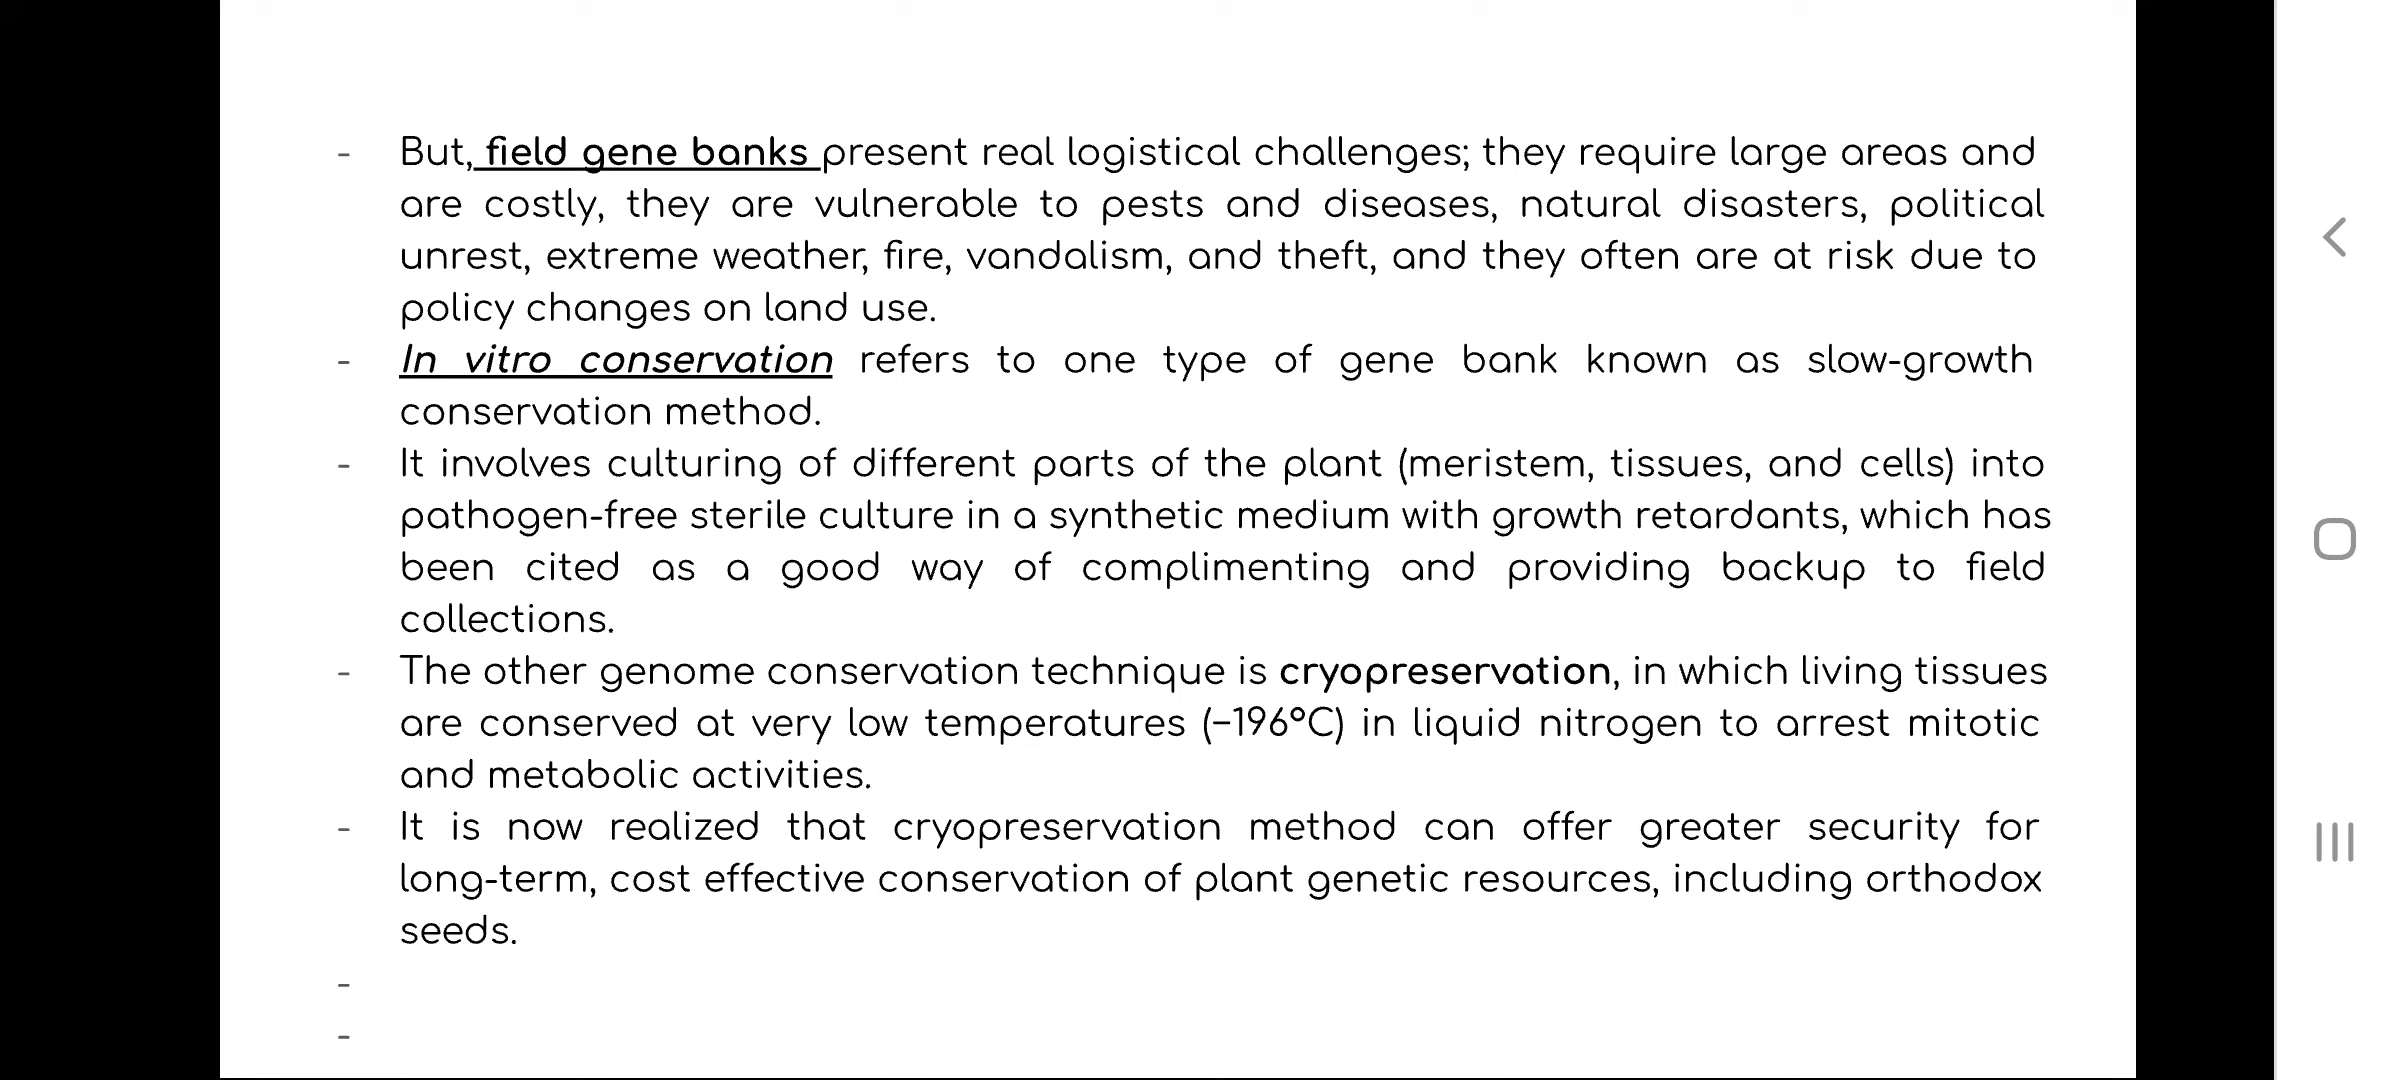 - But, field gene banks present real logistical challenges; they require large areas and
are costly, they are vulnerable to pests and diseases, natural disasters, political
unrest, extreme weather, fire, vandalism, and theft, and they often are at risk due to
policy changes on land use.
- In vitro conservation refers to one type of gene bank known as slow-growth
conservation method.
- It involves culturing of different parts of the plant (meristem, tissues, and cells) into
pathogen-free sterile culture in a synthetic medium with growth retardants, which has
been cited as a good way of complimenting and providing backup to field
collections.
- The other genome conservation technique is cryopreservation, in which living tissues
are conserved at very low temperatures (−196°C) in liquid nitrogen to arrest mitotic
and metabolic activities.
- It is now realized that cryopreservation method can offer greater security for
long-term, cost effective conservation of plant genetic resources, including orthodox
seeds.
-
-